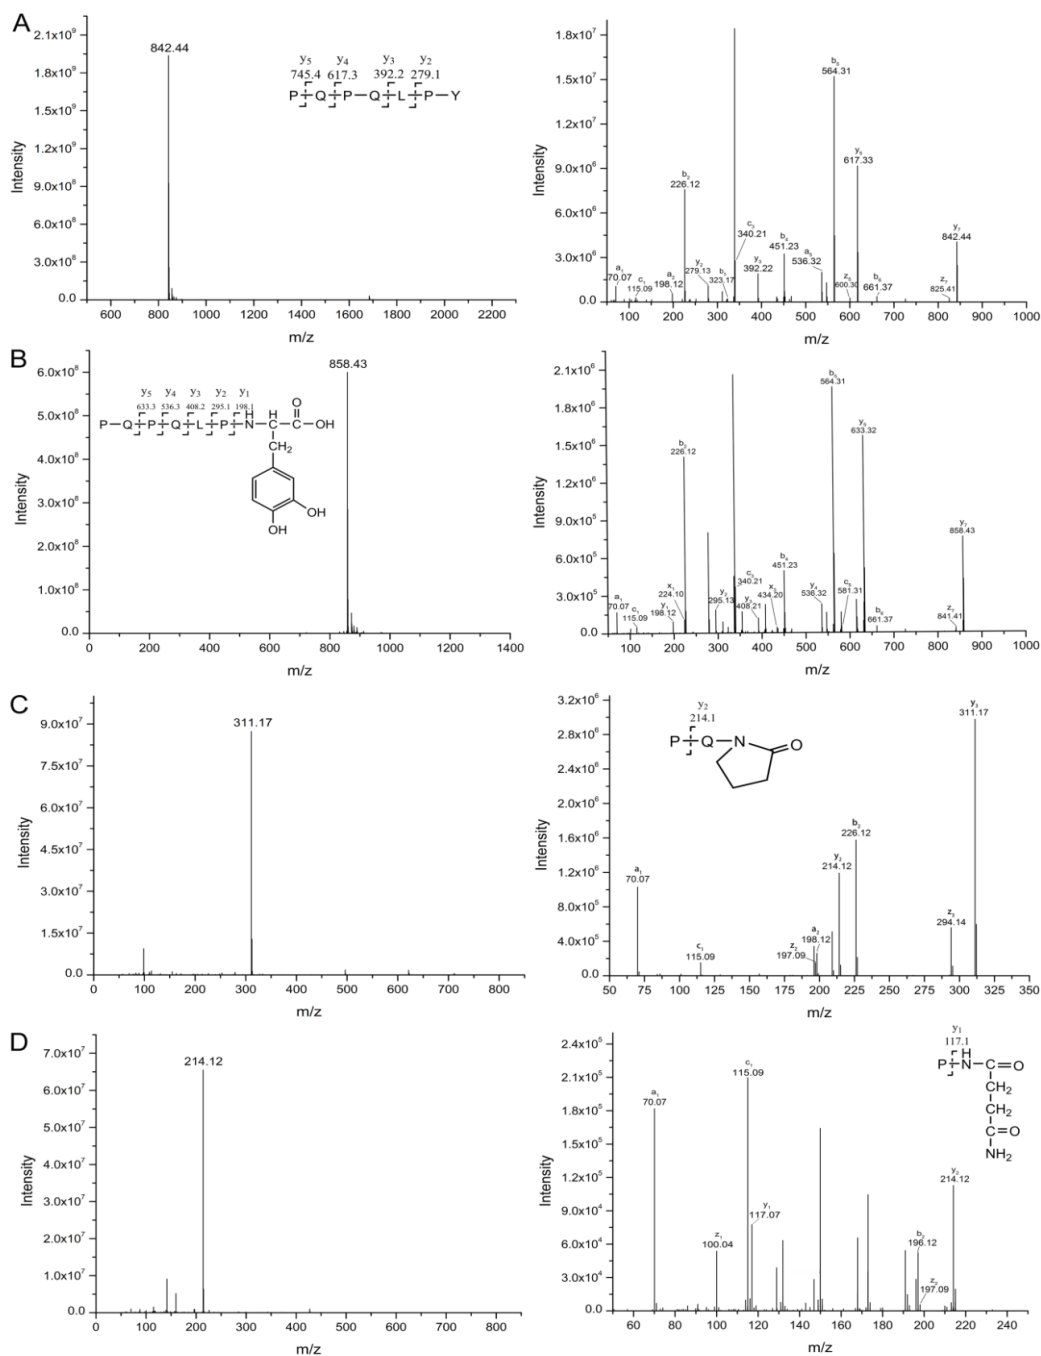 A
2.1x10⁹
1.8x10⁹
1.5x10⁹
1.2x10⁹
9.0x10⁸
6.0x10⁸
3.0x10⁸
0.0
Intensity
842.44
y₅ y₄ y₃ y₂
745.4 617.3 392.2 279.1
P Q P Q L P Y
600 800 1000 1200 1400 1600 1800 2000 2200
m/z
1.8x10⁷
1.5x10⁷
1.2x10⁷
9.0x10⁶
6.0x10⁶
3.0x10⁶
0.0
Intensity
a₁
70.07
c₁
115.09
a₂
198.12
b₂
226.12
y₂
279.13
b₃
323.17
c₃
340.21
y₃
392.22
b₄
451.23
a₅
536.32
b₅
564.31
z₅
600.30
y₅
617.33
b₆
661.37
z₇
825.41
y₇
842.44
100 200 300 400 500 600 700 800 900 1000
m/z
B
6.0x10⁸
5.0x10⁸
4.0x10⁸
3.0x10⁸
2.0x10⁸
1.0x10⁸
0.0
Intensity
858.43
y₅ y₄ y₃ y₂ y₁
633.3 536.3 408.2 295.1 198.1
P Q P Q L P N H C H C O OH
CH₂
OH
OH
0 200 400 600 800 1000 1200 1400
m/z
2.1x10⁶
1.8x10⁶
1.5x10⁶
1.2x10⁶
9.0x10⁵
6.0x10⁵
3.0x10⁵
0.0
Intensity
a₁
70.07
c₁
115.09
y₁
198.12
x₁
224.10
b₂
226.12
y₂
295.13
c₃
340.21
y₃
408.21
x₃
434.20
b₄
451.23
y₄
536.32
b₅
564.31
c₅
581.31
y₅
633.32
b₆
661.37
z₇
841.41
y₇
858.43
100 200 300 400 500 600 700 800 900 1000
m/z
C
9.0x10⁷
7.5x10⁷
6.0x10⁷
4.5x10⁷
3.0x10⁷
1.5x10⁷
0.0
Intensity
311.17
0 100 200 300 400 500 600 700 800
m/z
3.2x10⁶
2.8x10⁶
2.4x10⁶
2.0x10⁶
1.6x10⁶
1.2x10⁶
8.0x10⁵
4.0x10⁵
0.0
Intensity
y₂
214.1
P Q N O
a₁
70.07
c₁
115.09
z₂
197.09
a₂
198.12
y₂
214.12
b₂
226.12
z₃
294.14
y₃
311.17
50 75 100 125 150 175 200 225 250 275 300 325 350
m/z
D
7.0x10⁷
6.0x10⁷
5.0x10⁷
4.0x10⁷
3.0x10⁷
2.0x10⁷
1.0x10⁷
0.0
Intensity
214.12
0 100 200 300 400 500 600 700 800
m/z
2.4x10⁵
2.1x10⁵
1.8x10⁵
1.5x10⁵
1.2x10⁵
9.0x10⁴
6.0x10⁴
3.0x10⁴
0.0
Intensity
a₁
70.07
z₁
100.04
c₁
115.09
y₁
117.07
b₂
196.12
z₂
197.09
y₂
214.12
y₁
117.1
H
P N C=O
CH₂
CH₂
C=O
NH₂
60 80 100 120 140 160 180 200 220 240
m/z